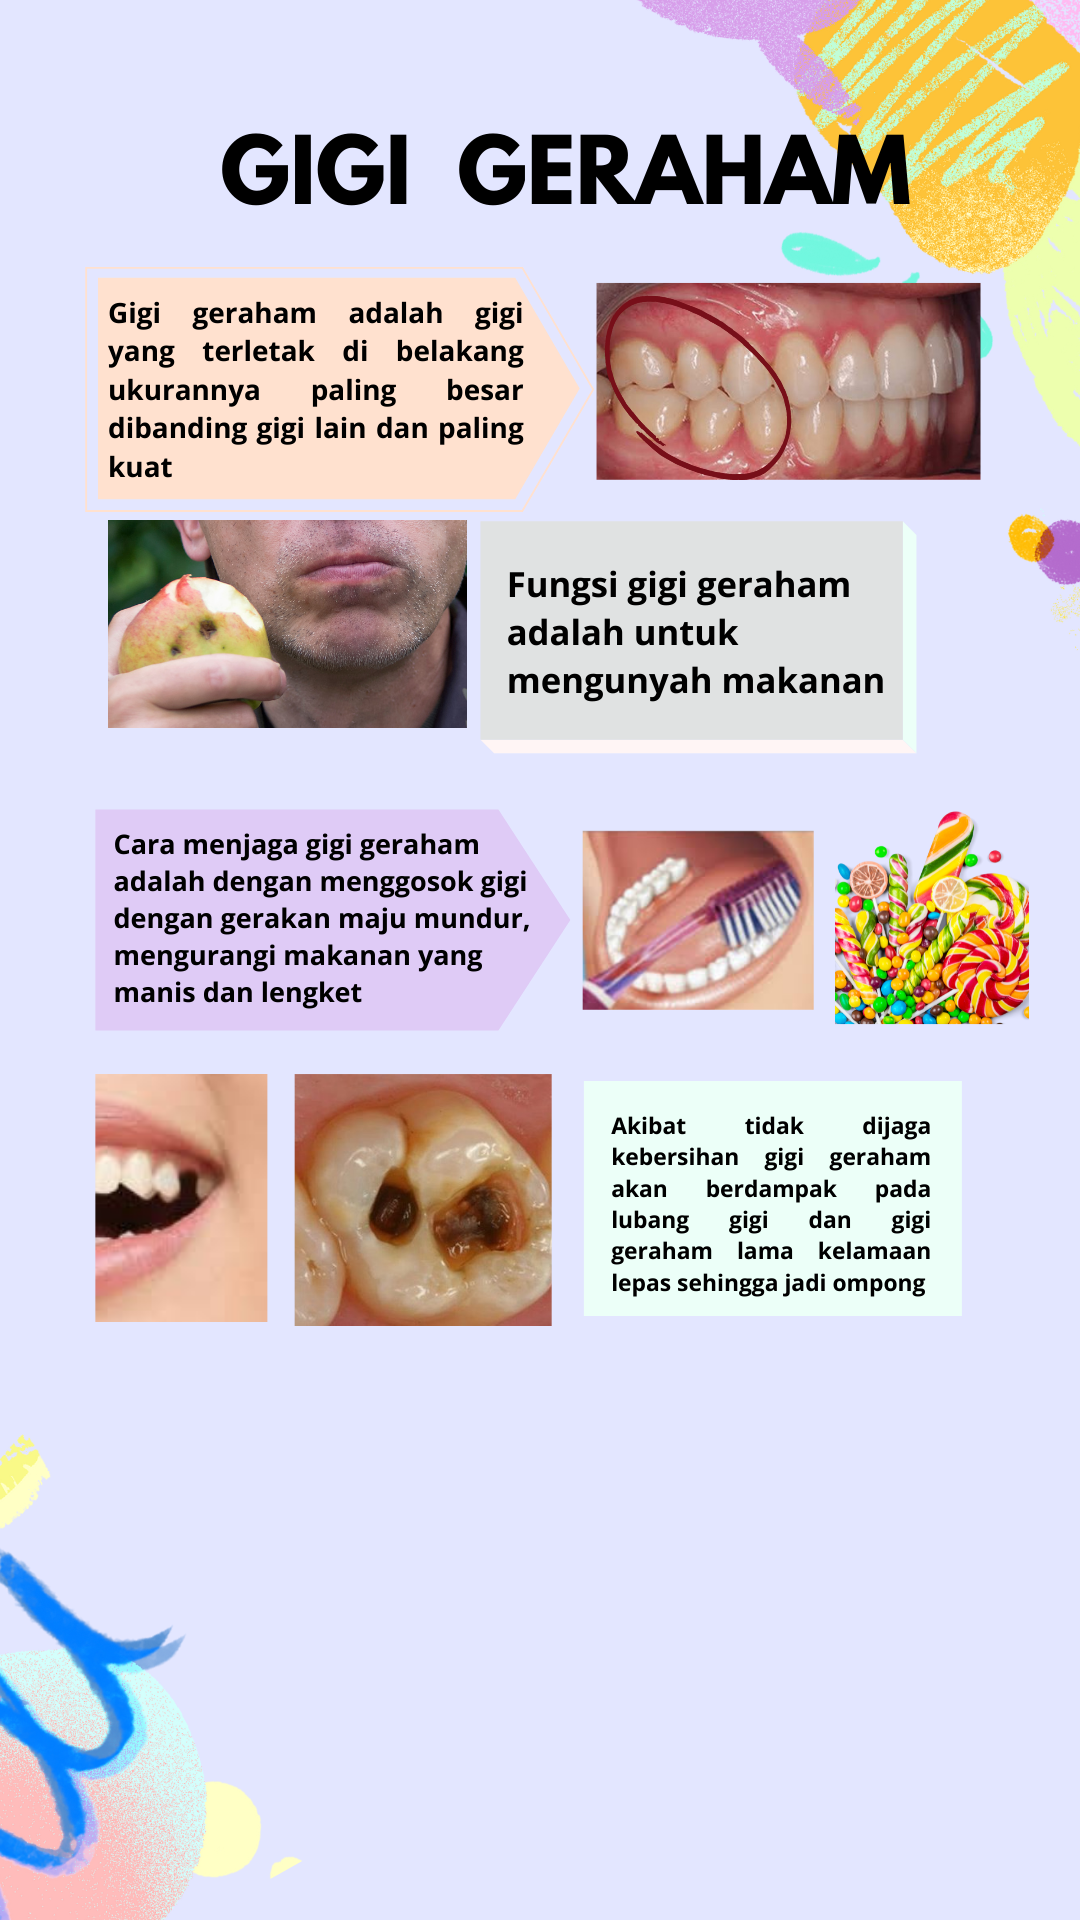 GIGI GERAHAM
Gigi geraham adalah gigi
yang terletak di belakang
ukurannya paling besar
dibanding gigi lain dan paling
kuat
Fungsi gigi geraham
adalah untuk
mengunyah makanan
Cara menjaga gigi geraham
adalah dengan menggosok gigi
dengan gerakan maju mundur,
mengurangi makanan yang
manis dan lengket
Akibat tidak dijaga
kebersihan gigi geraham
akan berdampak pada
lubang gigi dan gigi
geraham lama kelamaan
lepas sehingga jadi ompong